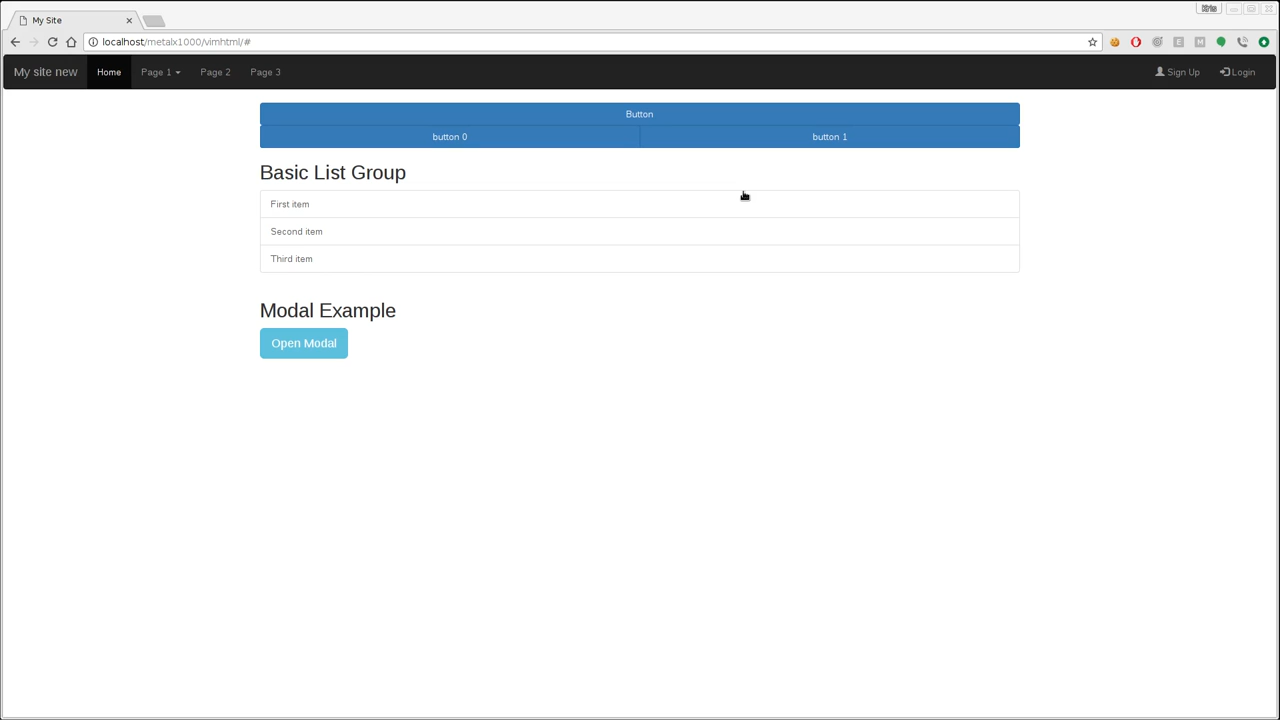 Kris
My Site
localhost/metalx1000/vimhtml/#
My site new Home Page 1 Page 2 Page 3 Sign Up Login
Button
button 0 button 1
Basic List Group
First item
Second item
Third item
Modal Example
Open Modal